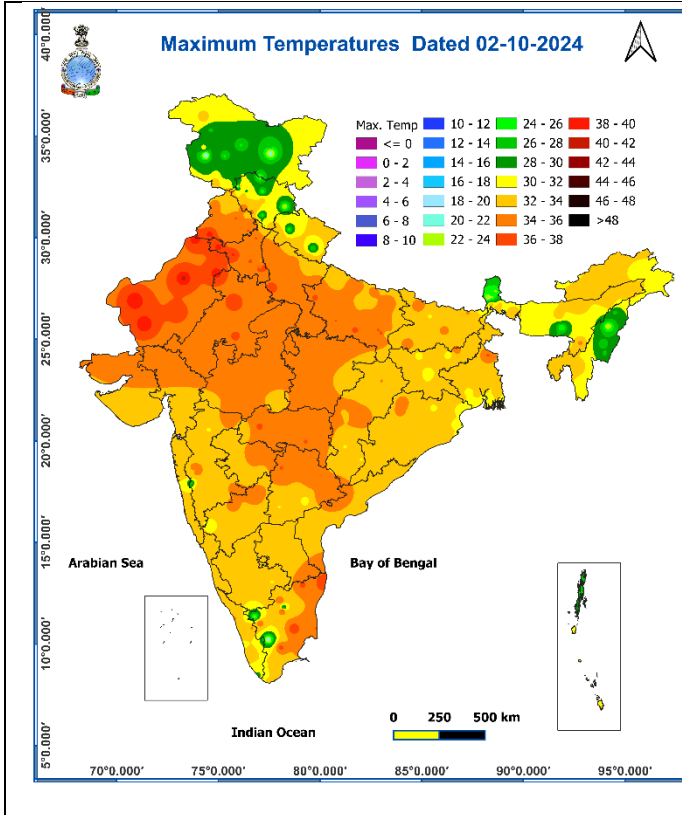 Maximum Temperatures Dated 02-10-2024
Max. Temp
<= 0
0 - 2
2 - 4
4 - 6
6 - 8
8 - 10
10 - 12
12 - 14
14 - 16
16 - 18
18 - 20
20 - 22
22 - 24
24 - 26
26 - 28
28 - 30
30 - 32
32 - 34
34 - 36
36 - 38
38 - 40
40 - 42
42 - 44
44 - 46
46 - 48
>48
40°0.000'
35°0.000'
30°0.000'
25°0.000'
20°0.000'
15°0.000'
10°0.000'
5°0.000'
Arabian Sea
Bay of Bengal
Indian Ocean
0 250 500 km
70°0.000' 75°0.000' 80°0.000' 85°0.000' 90°0.000' 95°0.000'